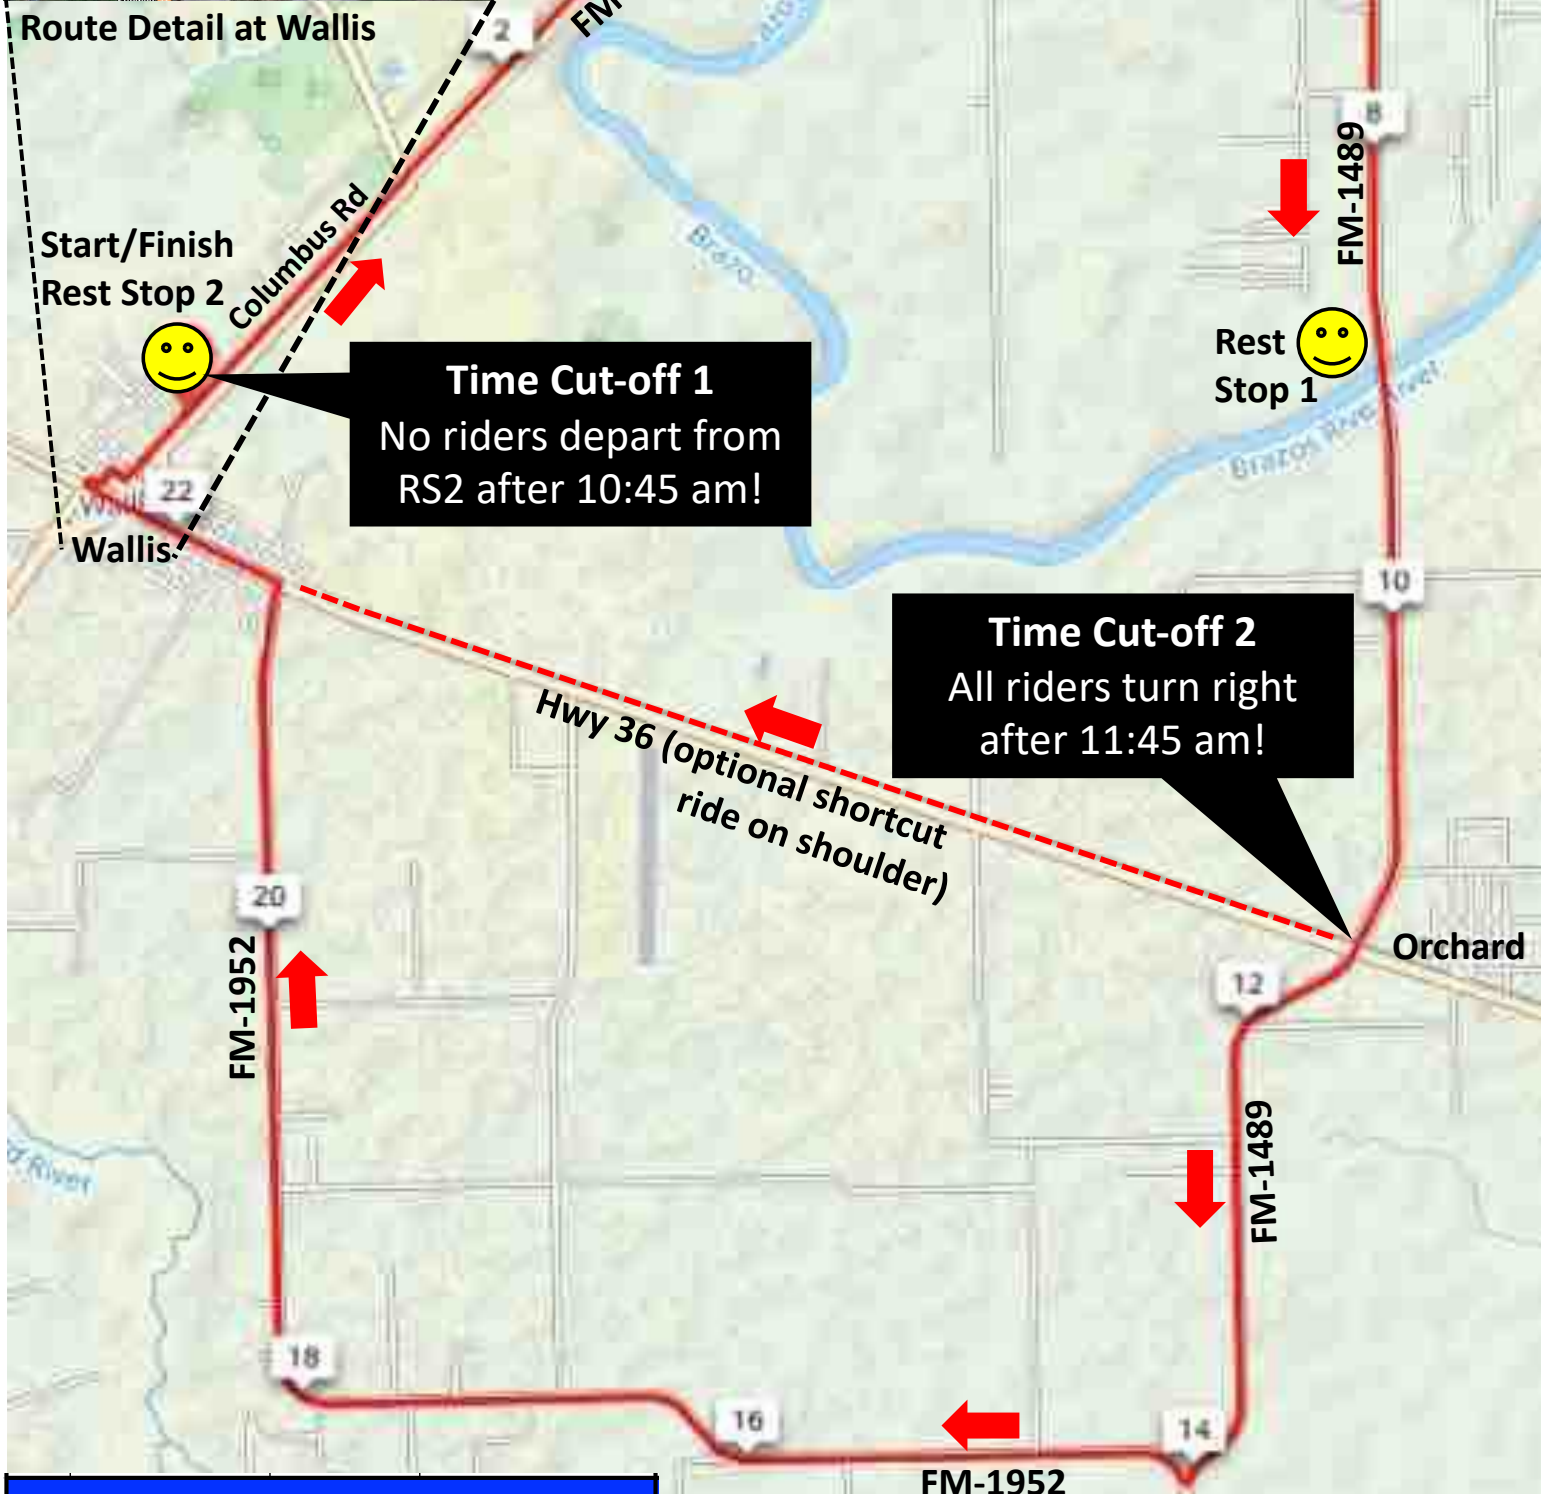 Route Detail at Wallis
2
FM
8
FM-1489
Columbus Rd
Start/Finish
Rest Stop 2
Rest
Stop 1
Brazos River
Time Cut-off 1
No riders depart from
RS2 after 10:45 am!
22
Wallis
10
Time Cut-off 2
All riders turn right
after 11:45 am!
Hwy 36 (optional shortcut
ride on shoulder)
20
Orchard
12
FM-1952
FM-1489
River
18
16
14
FM-1952